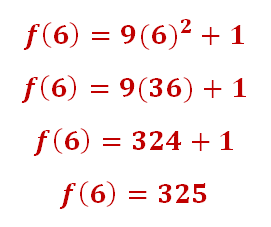 f(6) = 9(6)² + 1
f(6) = 9(36) + 1
f(6) = 324 + 1
f(6) = 325